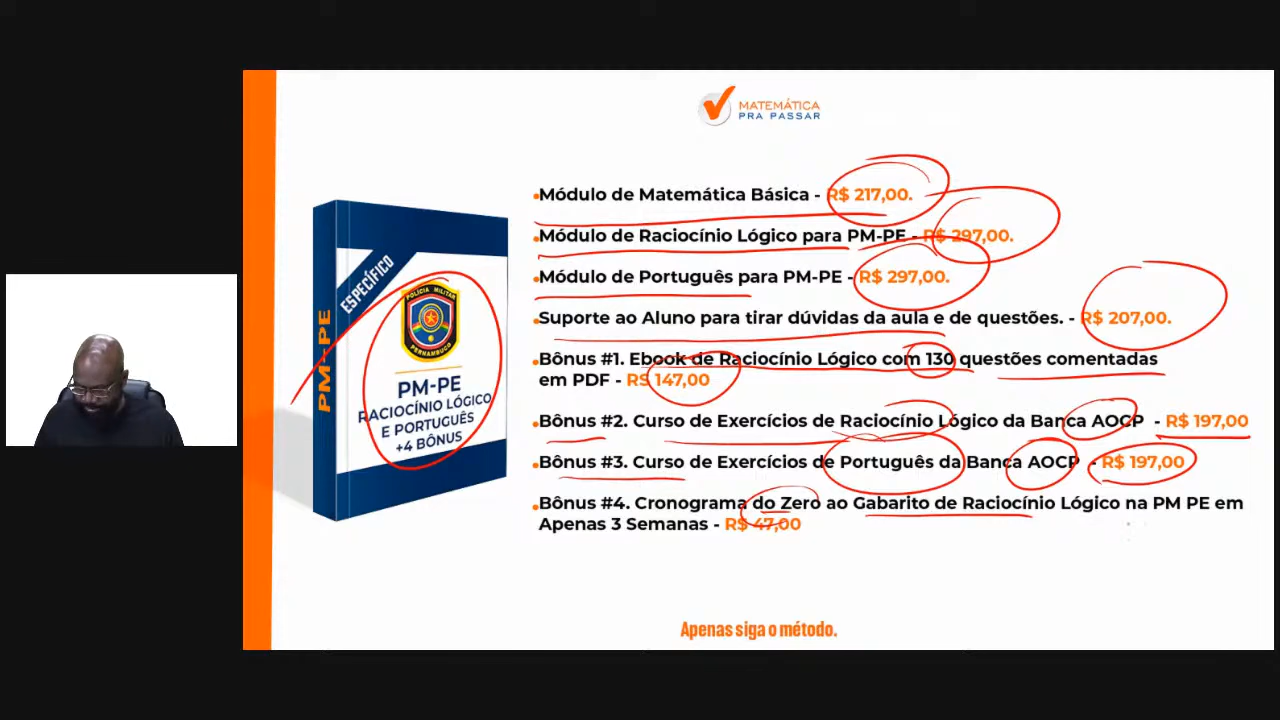 MATEMÁTICA
PRA PASSAR
•Módulo de Matemática Básica - R$ 217,00.
•Módulo de Raciocínio Lógico para PM-PE - R$ 297,00.
•Módulo de Português para PM-PE - R$ 297,00.
•Suporte ao Aluno para tirar dúvidas da aula e de questões. - R$ 207,00.
•Bônus #1. Ebook de Raciocínio Lógico com 130 questões comentadas
em PDF - R$ 147,00
•Bônus #2. Curso de Exercícios de Raciocínio Lógico da Banca AOCP - R$ 197,00
•Bônus #3. Curso de Exercícios de Português da Banca AOCP - R$ 197,00
•Bônus #4. Cronograma do Zero ao Gabarito de Raciocínio Lógico na PM PE em
Apenas 3 Semanas - R$ 47,00
PM-PE
ESPECÍFICO
POLÍCIA MILITAR
PERNAMBUCO
PM-PE
RACIOCÍNIO LÓGICO
E PORTUGUÊS
+4 BÔNUS
Apenas siga o método.